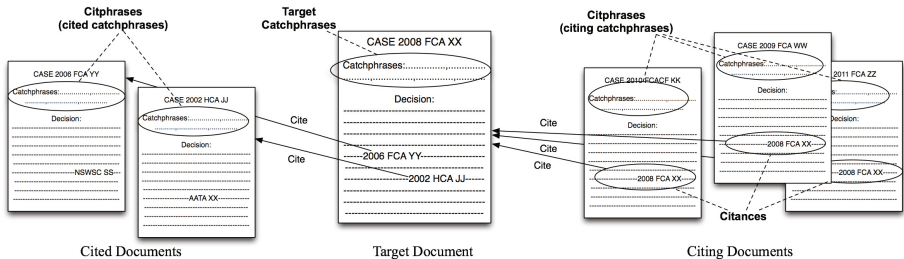 Citphrases
(cited catchphrases)
CASE 2006 FCA YY
Catchphrases:
Decision:
NSWSC SS
CASE 2002 HCA JJ
Catchphrases:
Decision:
AATA XX
Cited Documents
Target
Catchphrases
CASE 2008 FCA XX
Catchphrases:
Decision:
2006 FCA YY
2002 HCA JJ
Cite
Cite
Target Document
Citphrases
(citing catchphrases)
CASE 2010 FCACF KK
Catchphrases:
Decision:
2008 FCA XX
CASE 2009 FCA WW
Catchphrases:
Decision:
2008 FCA XX
2011 FCA ZZ
s:
Decision:
2008 FCA XX
Cite
Cite
Cite
Citances
Citing Documents